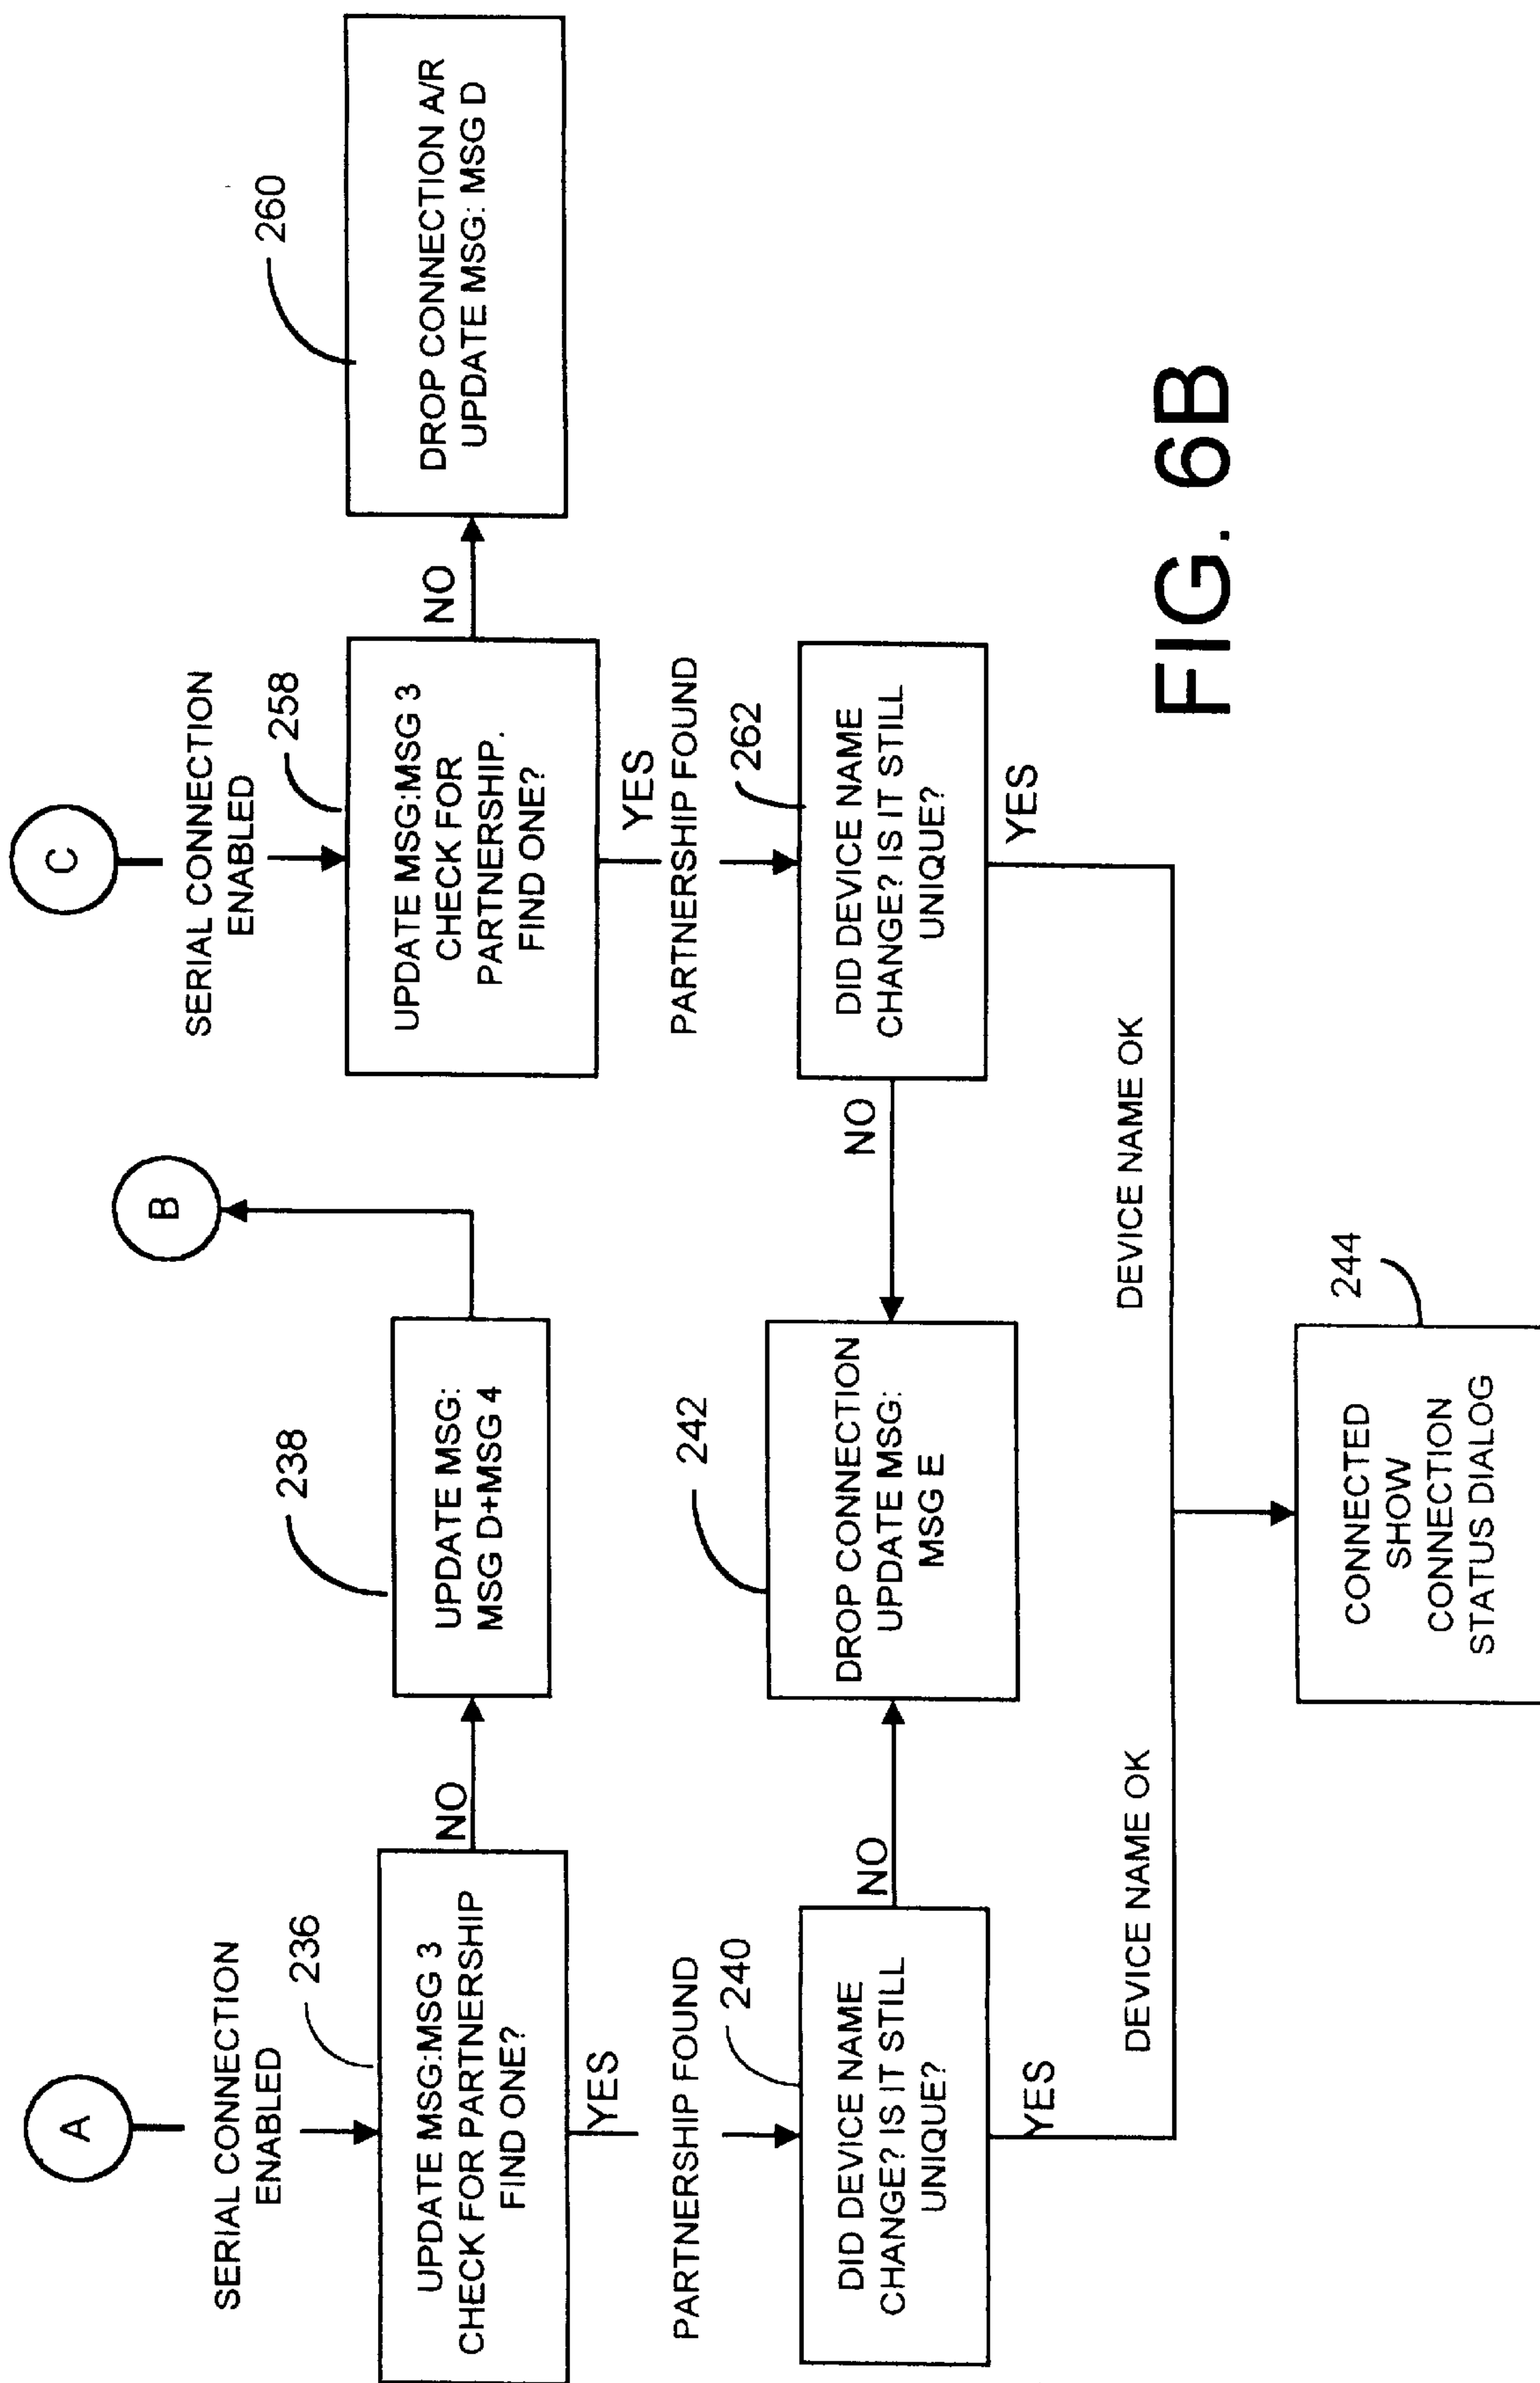 A
SERIAL CONNECTION
ENABLED
236
UPDATE MSG:MSG 3
CHECK FOR PARTNERSHIP
FIND ONE?
NO
238
UPDATE MSG:
MSG D+MSG 4
B
YES
PARTNERSHIP FOUND
240
DID DEVICE NAME
CHANGE? IS IT STILL
UNIQUE?
NO
242
DROP CONNECTION
UPDATE MSG:
MSG E
YES
DEVICE NAME OK
C
SERIAL CONNECTION
ENABLED
258
UPDATE MSG:MSG 3
CHECK FOR
PARTNERSHIP.
FIND ONE?
NO
260
DROP CONNECTION A/R
UPDATE MSG: MSG D
YES
PARTNERSHIP FOUND
262
DID DEVICE NAME
CHANGE? IS IT STILL
UNIQUE?
NO
YES
DEVICE NAME OK
244
CONNECTED
SHOW
CONNECTION
STATUS DIALOG
FIG. 6B